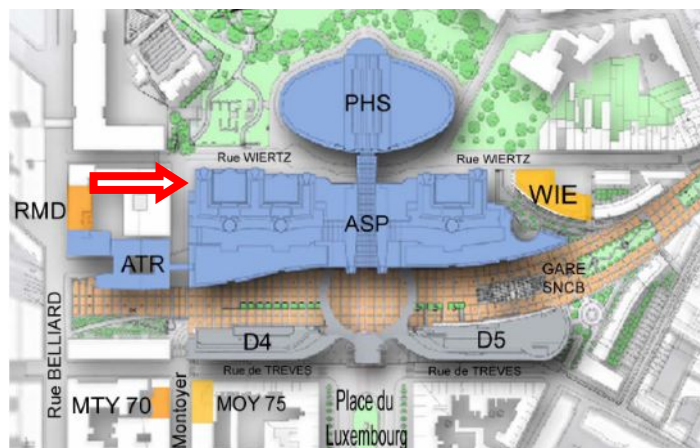 PHS
Rue WIERTZ
Rue WIERTZ
RMD
WIE
ASP
ATR
GARE
SNCB
Rue BELLIARD
D4
D5
Rue de TREVES
Rue de TREVES
MTY 70
Montoyer
MOY 75
Place du
Luxembourg